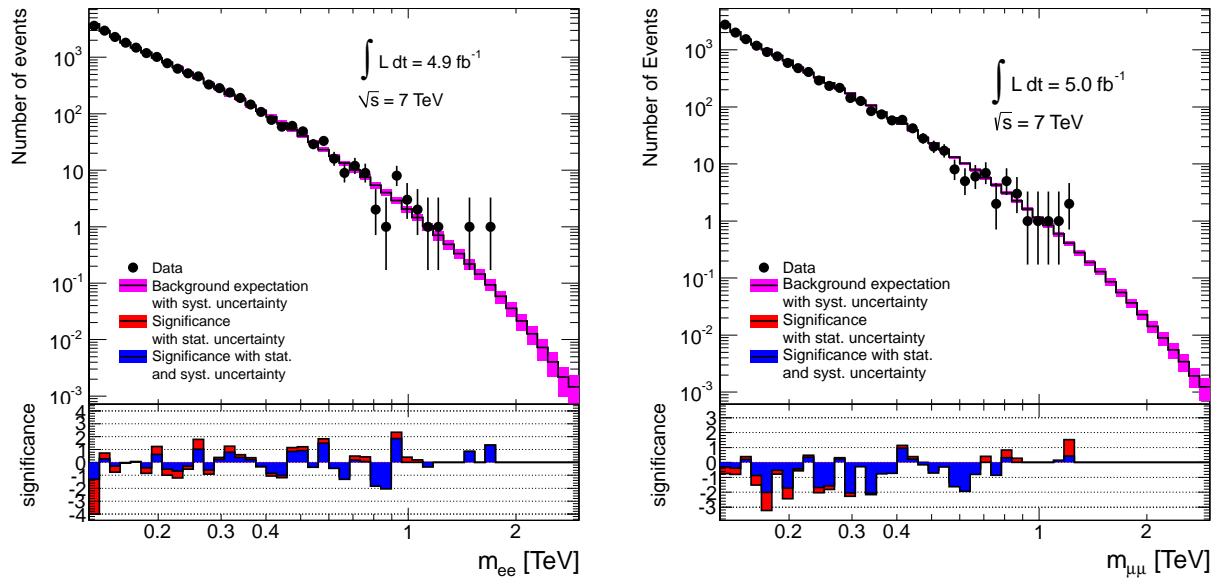 Number of events
10³
10²
10
1
10⁻¹
10⁻²
10⁻³
∫ L dt = 4.9 fb⁻¹
√s = 7 TeV
Data
Background expectation
with syst. uncertainty
Significance
with stat. uncertainty
Significance with stat.
and syst. uncertainty
significance
4
3
2
1
0
-1
-2
-3
-4
0.2 0.3 0.4 1 2
m_ee [TeV]
Number of Events
10³
10²
10
1
10⁻¹
10⁻²
10⁻³
∫ L dt = 5.0 fb⁻¹
√s = 7 TeV
Data
Background expectation
with syst. uncertainty
Significance
with stat. uncertainty
Significance with stat.
and syst. uncertainty
significance
3
2
1
0
-1
-2
-3
0.2 0.3 0.4 1 2
m_μμ [TeV]